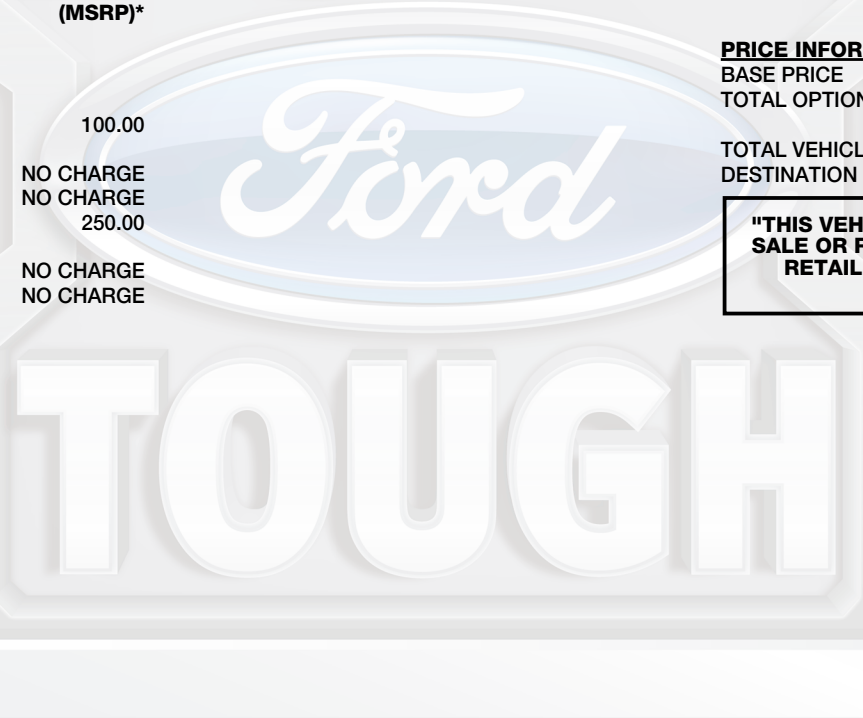 (MSRP)*
100.00
NO CHARGE
NO CHARGE
250.00
NO CHARGE
NO CHARGE
PRICE INFOR
BASE PRICE
TOTAL OPTION
TOTAL VEHICL
DESTINATION
"THIS VEH
SALE OR
RETAIL
Ford
TOUGH